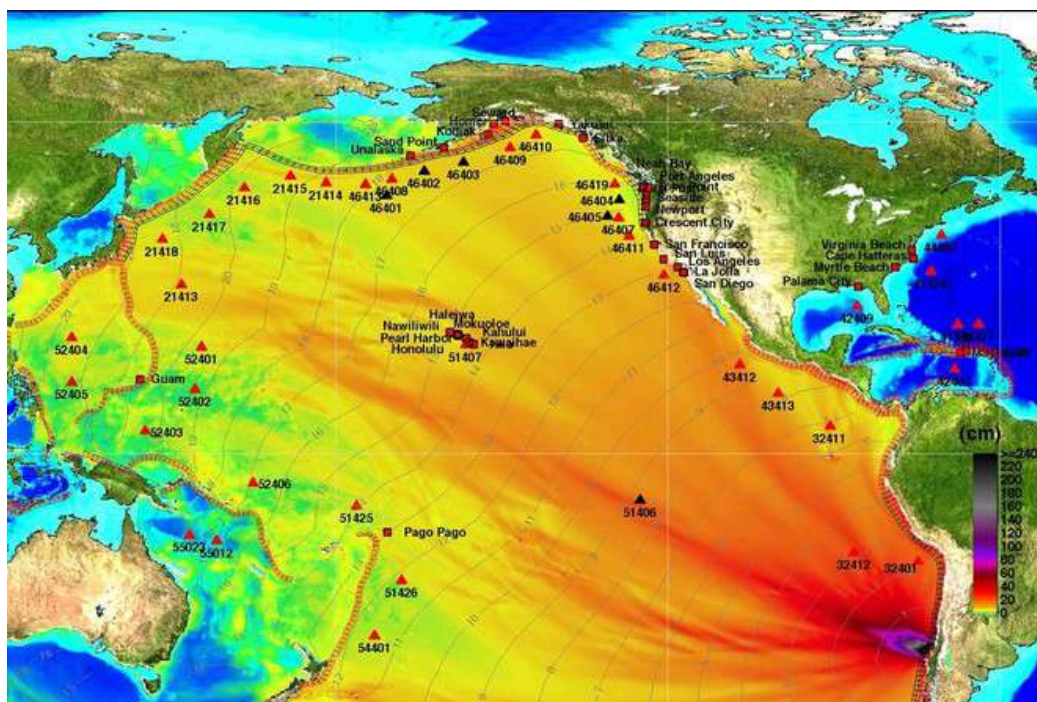 Seward
Homer
Kodiak
Yakutat
Sitka
Sand Point
Unalaska
46410
46409
46403
46402
46408
46413
46401
21414
21415
21416
21417
21418
21413
Neah Bay
Port Angeles
46419
46404
Seaside
46405
Newport
46407
Crescent City
46411
San Francisco
San Luis
Los Angeles
La Jolla
San Diego
46412
Virginia Beach
Cape Hatteras
Myrtle Beach
Palama City
42409
52404
52401
52405
Guam
52402
52403
Haleiwa
Mokuoloe
Nawiliwili
Kahului
Pearl Harbor
Kawaihae
Honolulu
51407
43412
43413
32411
(cm)
>=240
220
200
180
160
140
120
100
80
60
40
20
0
52406
51425
51406
Pago Pago
55023
55012
32412
32401
51426
54401